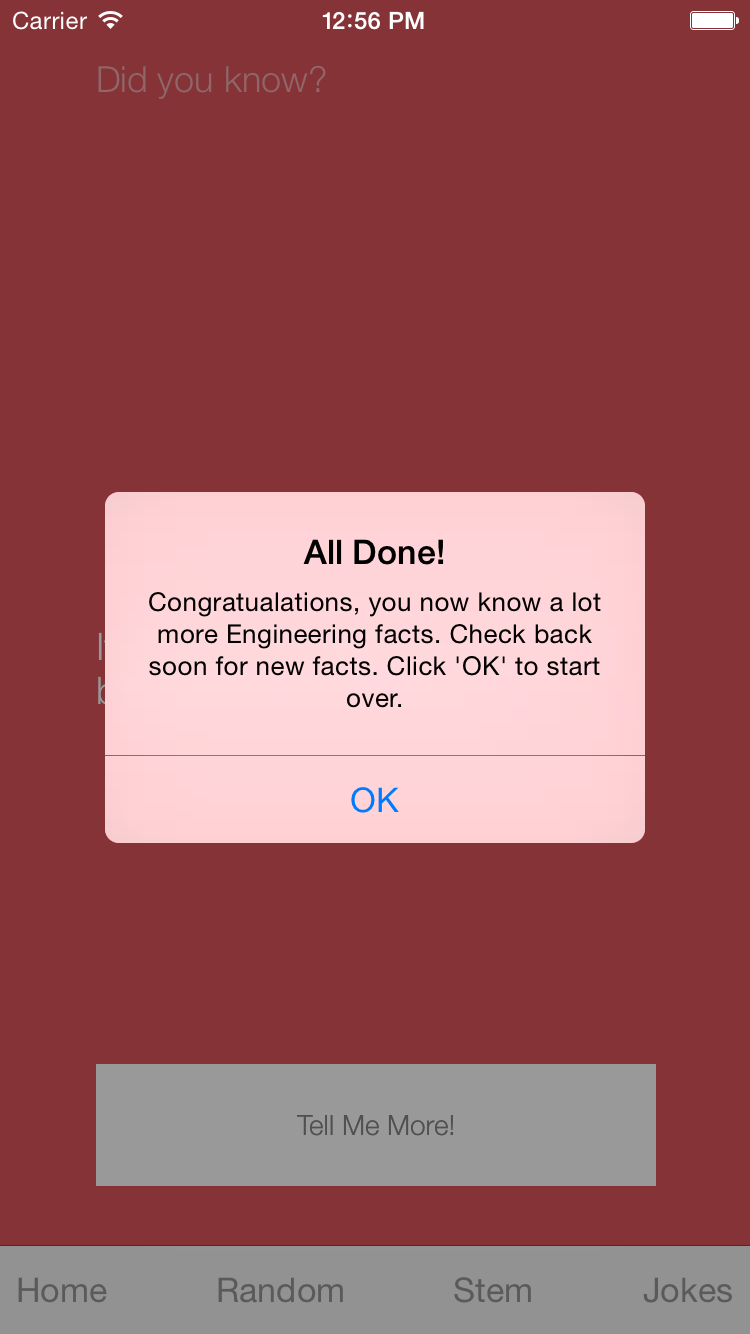 Carrier 12:56 PM
Did you know?
All Done!
Congratualations, you now know a lot
more Engineering facts. Check back
soon for new facts. Click 'OK' to start
over.
OK
Tell Me More!
Home Random Stem Jokes